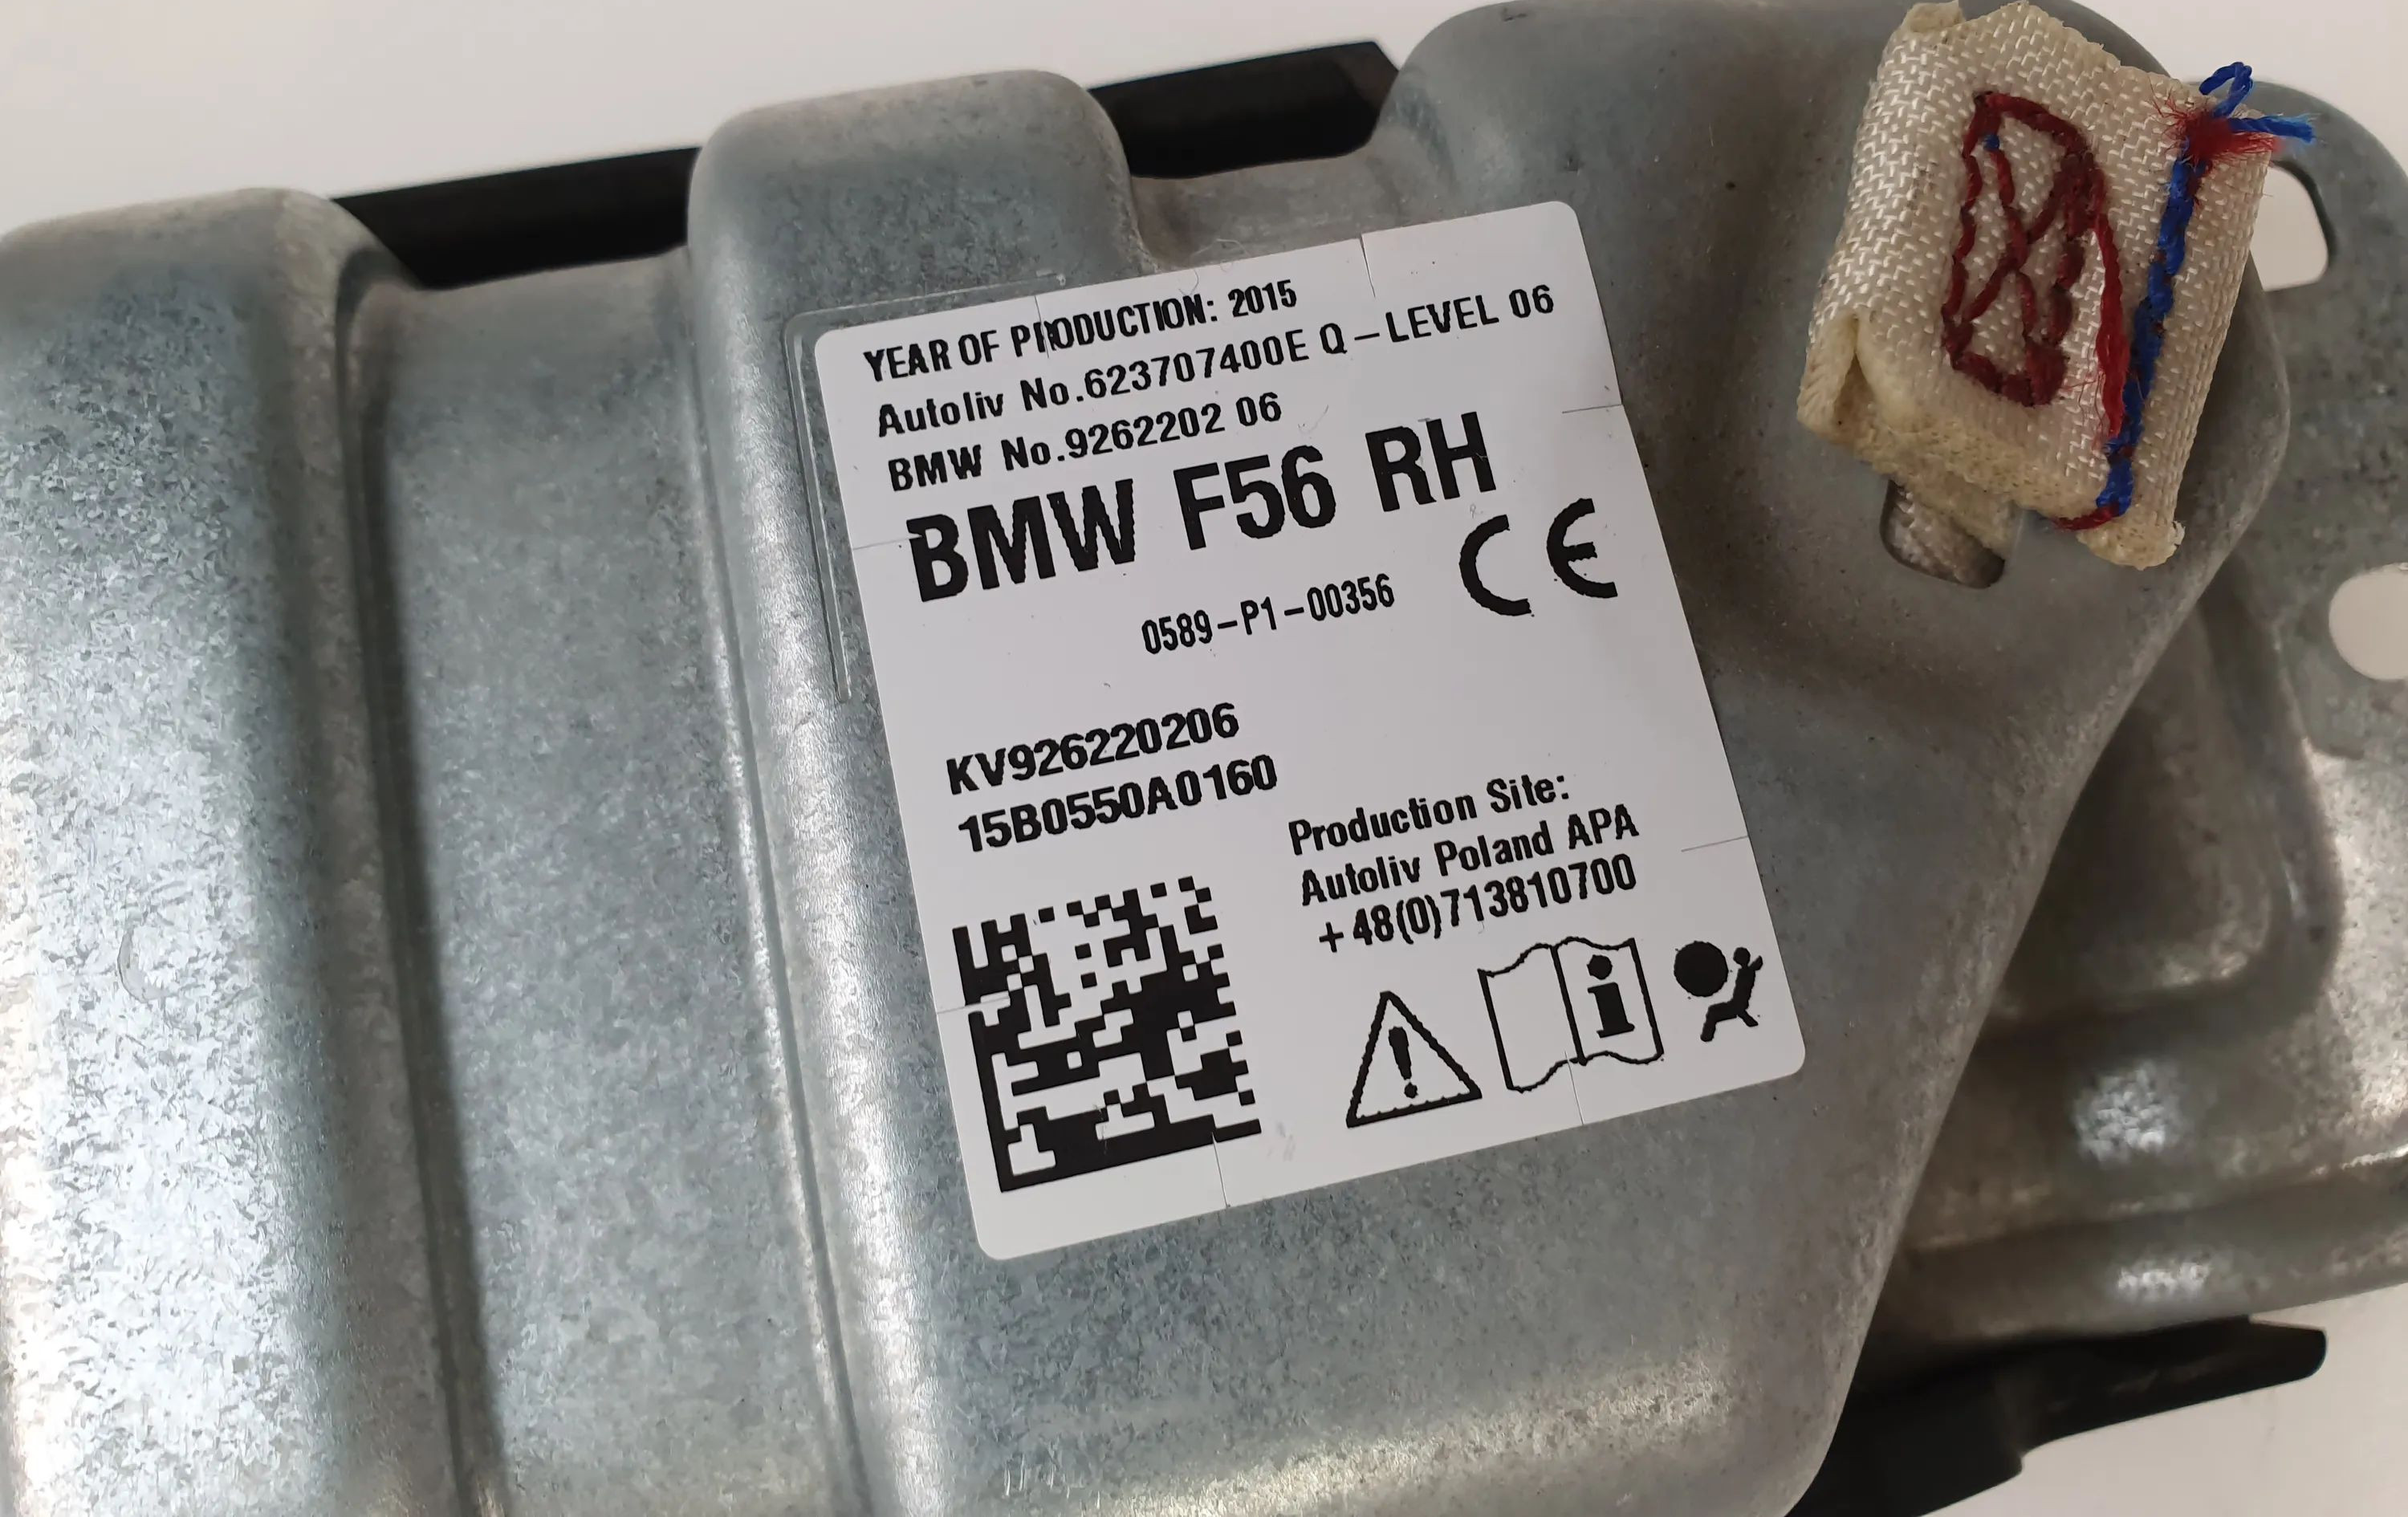 YEAR OF PRODUCTION: 2015
Autoliv No.623707400E Q-LEVEL 06
BMW No.9262202 06
BMW F56 RH
CE
0589-P1-00356
KV926220206
15B0550A0160
Production Site:
Autoliv Poland APA
+48(0)713810700